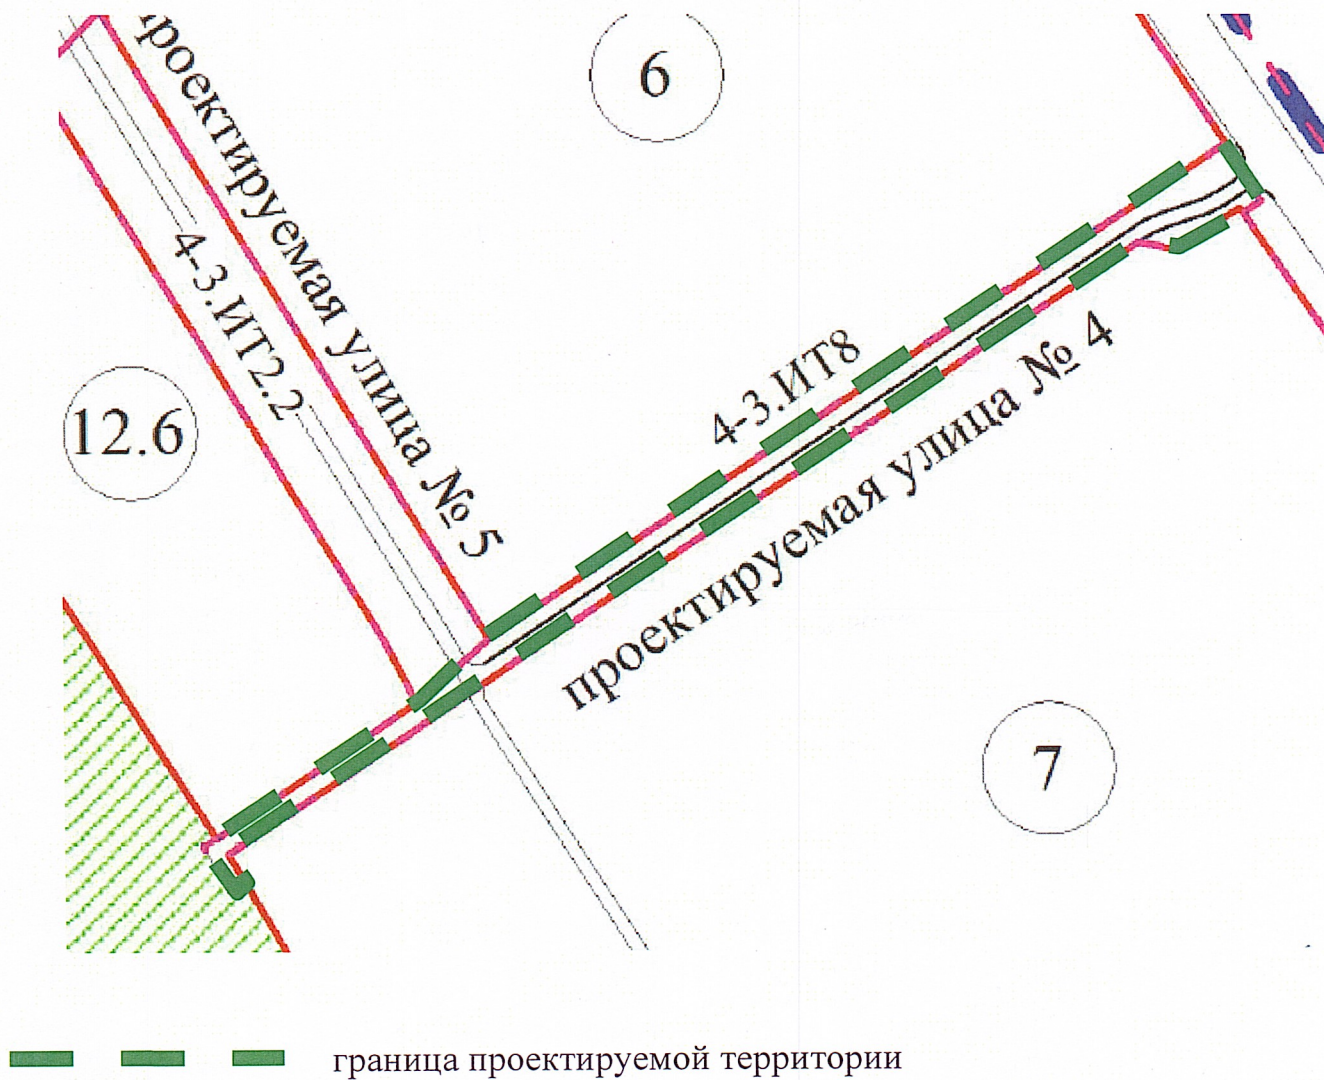 6
проектируемая улица № 5
4-3.ИТ2.2
12.6
4-3.ИТ8
проектируемая улица № 4
7
граница проектируемой территории